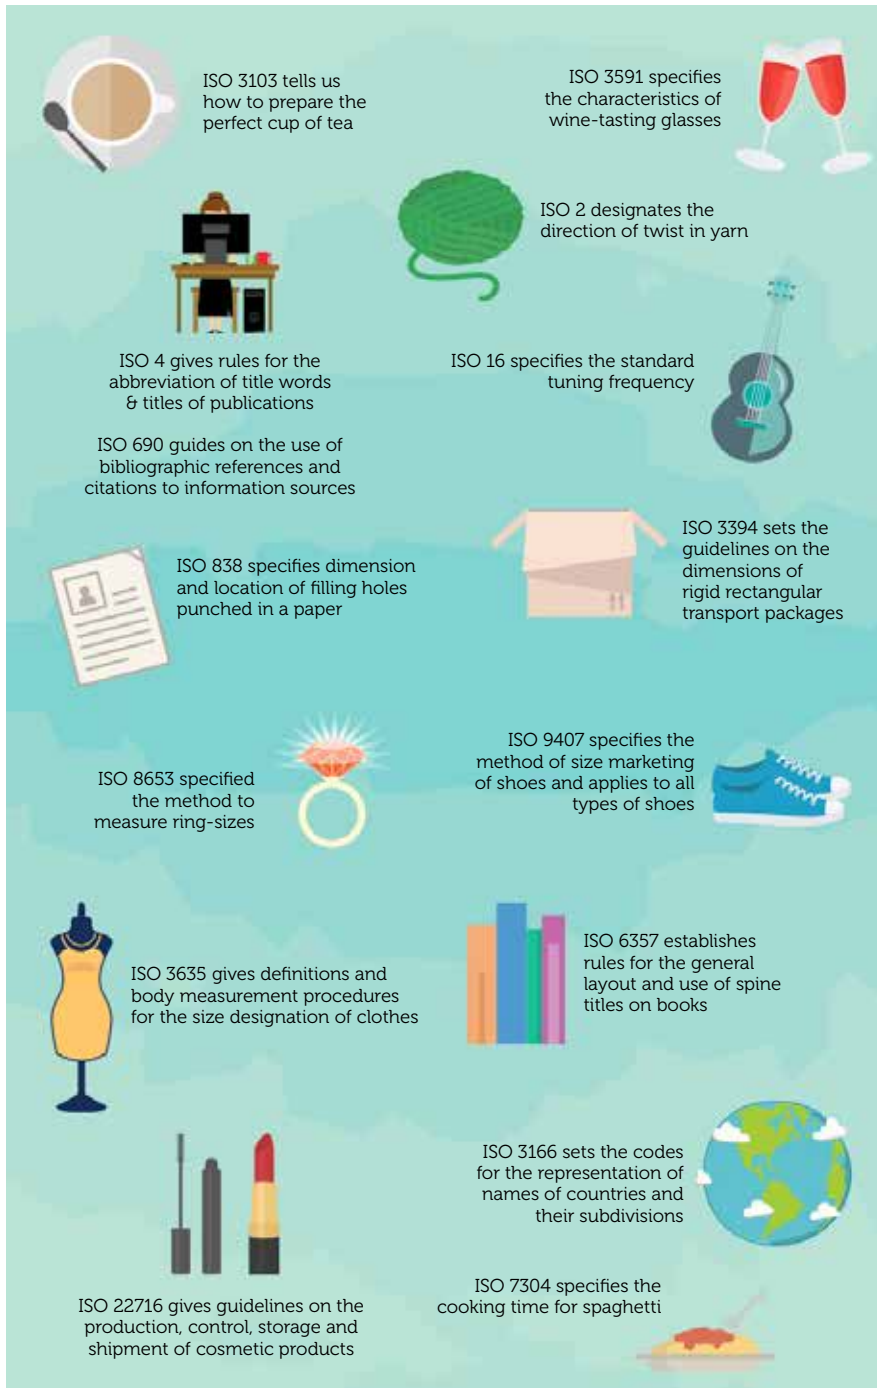 ISO 3103 tells us
how to prepare the
perfect cup of tea
ISO 3591 specifies
the characteristics of
wine-tasting glasses
ISO 2 designates the
direction of twist in yarn
ISO 4 gives rules for the
abbreviation of title words
& titles of publications
ISO 16 specifies the standard
tuning frequency
ISO 690 guides on the use of
bibliographic references and
citations to information sources
ISO 3394 sets the
guidelines on the
dimensions of
rigid rectangular
transport packages
ISO 838 specifies dimension
and location of filling holes
punched in a paper
ISO 9407 specifies the
method of size marketing
of shoes and applies to all
types of shoes
ISO 8653 specified
the method to
measure ring-sizes
ISO 6357 establishes
rules for the general
layout and use of spine
titles on books
ISO 3635 gives definitions and
body measurement procedures
for the size designation of clothes
ISO 3166 sets the codes
for the representation of
names of countries and
their subdivisions
ISO 7304 specifies the
cooking time for spaghetti
ISO 22716 gives guidelines on the
production, control, storage and
shipment of cosmetic products